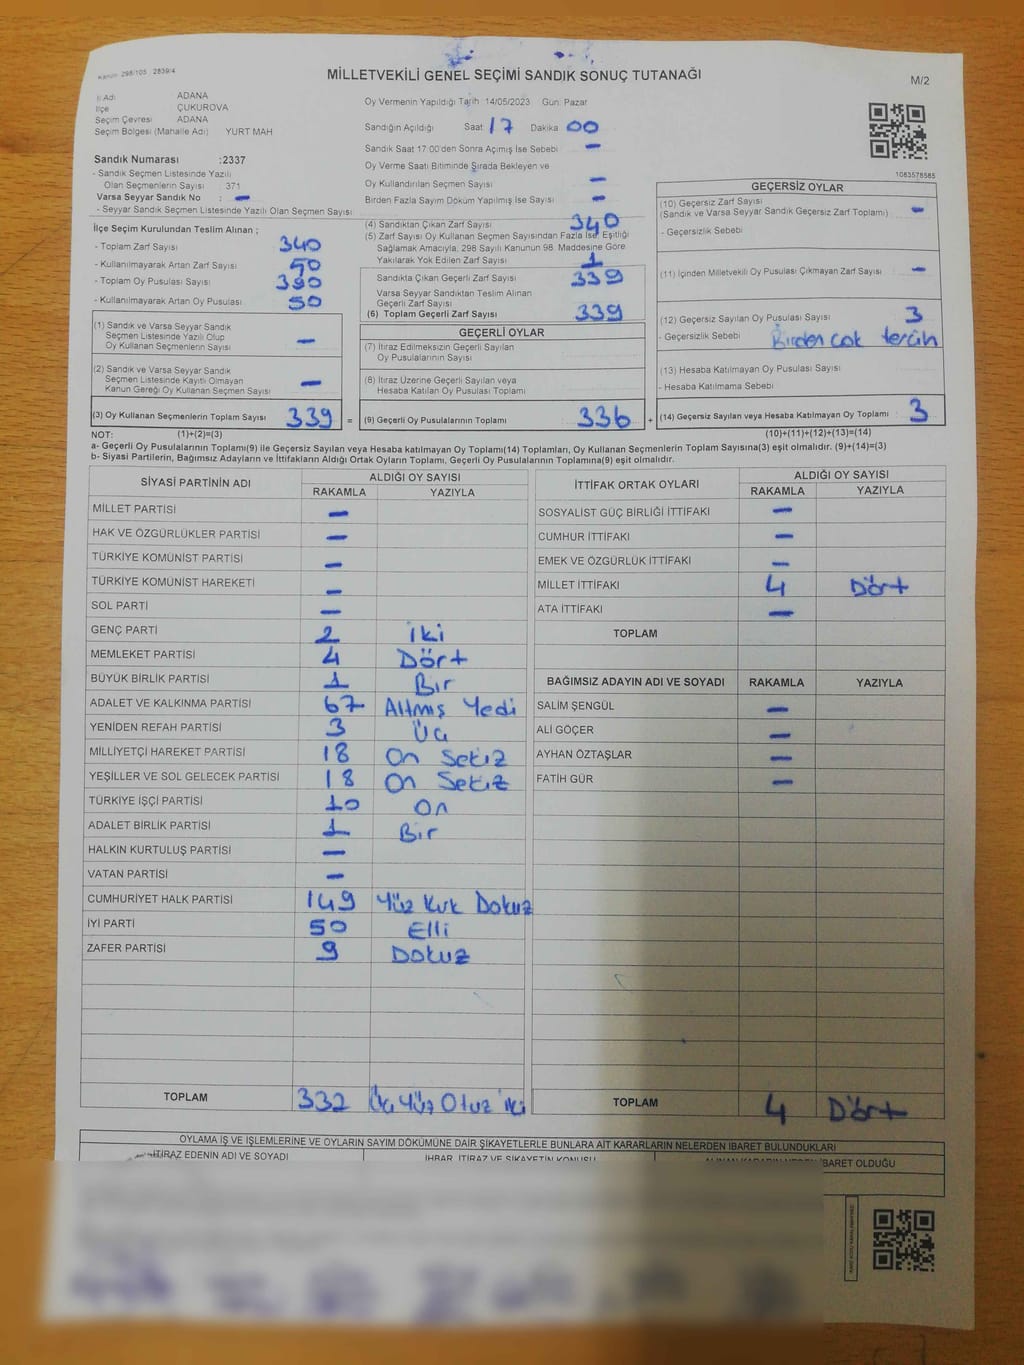 Kanun 298/105 2839/4
MİLLETVEKİLİ GENEL SEÇİMİ SANDIK SONUÇ TUTANAĞI
M/2
İl Adı ADANA
İlçe ÇUKUROVA
Seçim Çevresi ADANA
Seçim Bölgesi (Mahalle Adı) YURT MAH
Sandık Numarası :2337
- Sandık Seçmen Listesinde Yazılı
Olan Seçmenlerin Sayısı : 371
Varsa Seyyar Sandık No : -
- Seyyar Sandık Seçmen Listesinde Yazılı Olan Seçmen Sayısı:
Oy Vermenin Yapıldığı Tarih 14/05/2023 Gün: Pazar
Sandığın Açıldığı Saat 17 Dakika 00
Sandık Saat 17:00'den Sonra Açımış İse Sebebi -
Oy Verme Saati Bitiminde Sırada Bekleyen ve
Oy Kullandırılan Seçmen Sayısı -
Birden Fazla Sayım Döküm Yapılmış İse Sayısı -
1083578585
İlçe Seçim Kurulundan Teslim Alınan ;
- Toplam Zarf Sayısı 340
- Kullanılmayarak Artan Zarf Sayısı
- Toplam Oy Pusulası Sayısı
- Kullanılmayarak Artan Oy Pusulası 50
(1) Sandık ve Varsa Seyyar Sandık
Seçmen Listesinde Yazılı Olup
Oy Kullanan Seçmenlerin Sayısı -
(2) Sandık ve Varsa Seyyar Sandık
Seçmen Listesinde Kayıtlı Olmayan
Kanun Gereği Oy Kullanan Seçmen Sayısı -
(3) Oy Kullanan Seçmenlerin Toplam Sayısı 339 =
(4) Sandıktan Çıkan Zarf Sayısı 340
(5) Zarf Sayısı Oy Kullanan Seçmen Sayısından Fazla İse, Eşitliği
Sağlamak Amacıyla, 298 Sayılı Kanunun 98. Maddesine Göre
Yakılarak Yok Edilen Zarf Sayısı 1
Sandıkta Çıkan Geçerli Zarf Sayısı 339
Varsa Seyyar Sandıktan Teslim Alınan
Geçerli Zarf Sayısı
(6) Toplam Geçerli Zarf Sayısı 339
GEÇERLİ OYLAR
(7) İtiraz Edilmeksizin Geçerli Sayılan
Oy Pusulalarının Sayısı
(8) İtiraz Üzerine Geçerli Sayılan veya
Hesaba Katılan Oy Pusulası Toplamı
(9) Geçerli Oy Pusulalarının Toplamı 336 +
GEÇERSİZ OYLAR
(10) Geçersiz Zarf Sayısı
(Sandık ve Varsa Seyyar Sandık Geçersiz Zarf Toplamı) -
- Geçersizlik Sebebi
(11) İçinden Milletvekili Oy Pusulası Çıkmayan Zarf Sayısı -
(12) Geçersiz Sayılan Oy Pusulası Sayısı 3
- Geçersizlik Sebebi Birden çok tercih
(13) Hesaba Katılmayan Oy Pusulası Sayısı
- Hesaba Katılmama Sebebi
(14) Geçersiz Sayılan veya Hesaba Katılmayan Oy Toplamı 3
NOT: (1)+(2)=(3) (10)+(11)+(12)+(13)=(14)
a- Geçerli Oy Pusulalarının Toplamı(9) ile Geçersiz Sayılan veya Hesaba katılmayan Oy Toplamı(14) Toplamları, Oy Kullanan Seçmenlerin Toplam Sayısına(3) eşit olmalıdır. (9)+(14)=(3)
b- Siyasi Partilerin, Bağımsız Adayların ve İttifakların Aldığı Ortak Oyların Toplamı, Geçerli Oy Pusulalarının Toplamına(9) eşit olmalıdır.
SİYASİ PARTİNİN ADI ALDIĞI OY SAYISI
RAKAMLA YAZIYLA
MİLLET PARTİSİ -
HAK VE ÖZGÜRLÜKLER PARTİSİ -
TÜRKİYE KOMÜNİST PARTİSİ -
TÜRKİYE KOMÜNİST HAREKETİ -
SOL PARTİ -
GENÇ PARTİ 2 iki
MEMLEKET PARTİSİ 4 Dört
BÜYÜK BİRLİK PARTİSİ 1 Bir
ADALET VE KALKINMA PARTİSİ 67 Altmış Yedi
YENİDEN REFAH PARTİSİ 3 Üç
MİLLİYETÇİ HAREKET PARTİSİ 18 On Sekiz
YEŞİLLER VE SOL GELECEK PARTİSİ 18 On Sekiz
TÜRKİYE İŞÇİ PARTİSİ 10 On
ADALET BİRLİK PARTİSİ 1 Bir
HALKIN KURTULUŞ PARTİSİ -
VATAN PARTİSİ -
CUMHURİYET HALK PARTİSİ 149 Yüz Kırk Dokuz
İYİ PARTİ 50 Elli
ZAFER PARTİSİ 9 Dokuz
TOPLAM 332 Üç Yüz Otuz iki
İTTİFAK ORTAK OYLARI ALDIĞI OY SAYISI
RAKAMLA YAZIYLA
SOSYALİST GÜÇ BİRLİĞİ İTTİFAKI -
CUMHUR İTTİFAKI -
EMEK VE ÖZGÜRLÜK İTTİFAKI -
MİLLET İTTİFAKI 4 Dört
ATA İTTİFAKI -
TOPLAM
BAĞIMSIZ ADAYIN ADI VE SOYADI RAKAMLA YAZIYLA
SALİM ŞENGÜL -
ALİ GÖÇER -
AYHAN ÖZTAŞLAR -
FATİH GÜR -
TOPLAM 4 Dört
OYLAMA İŞ VE İŞLEMLERİNE VE OYLARIN SAYIM DÖKÜMÜNE DAİR ŞİKAYETLERLE BUNLARA AİT KARARLARIN NELERDEN İBARET BULUNDUKLARI
İTİRAZ EDENİN ADI VE SOYADI İHBAR, İTİRAZ VE ŞİKAYETİN KONUSU İBARET OLDUĞU